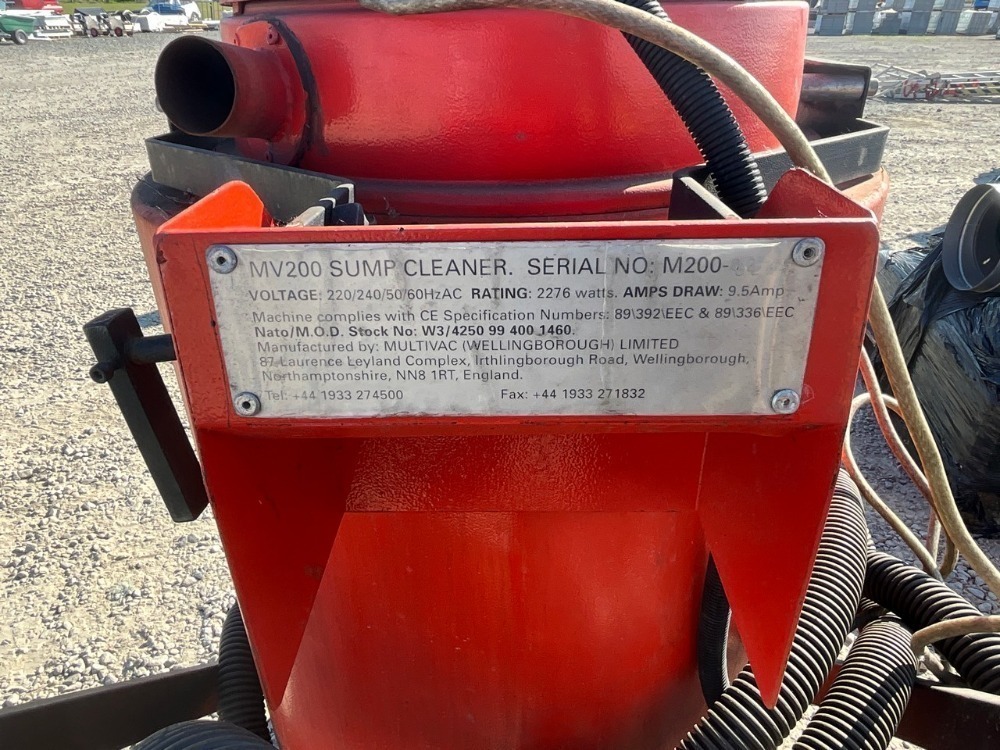 MV200 SUMP CLEANER. SERIAL NO: M200-
VOLTAGE: 220/240/50/60HzAC RATING: 2276 watts. AMPS DRAW: 9.5Amp
Machine complies with CE Specification Numbers: 89\392\EEC & 89\336\EEC
Nato/M.O.D. Stock No: W3/4250 99 400 1460.
Manufactured by: MULTIVAC (WELLINGBOROUGH) LIMITED
87 Laurence Leyland Complex, Irthlingborough Road, Wellingborough,
Northamptonshire, NN8 1RT, England.
Tel: +44 1933 274500 Fax: +44 1933 271832